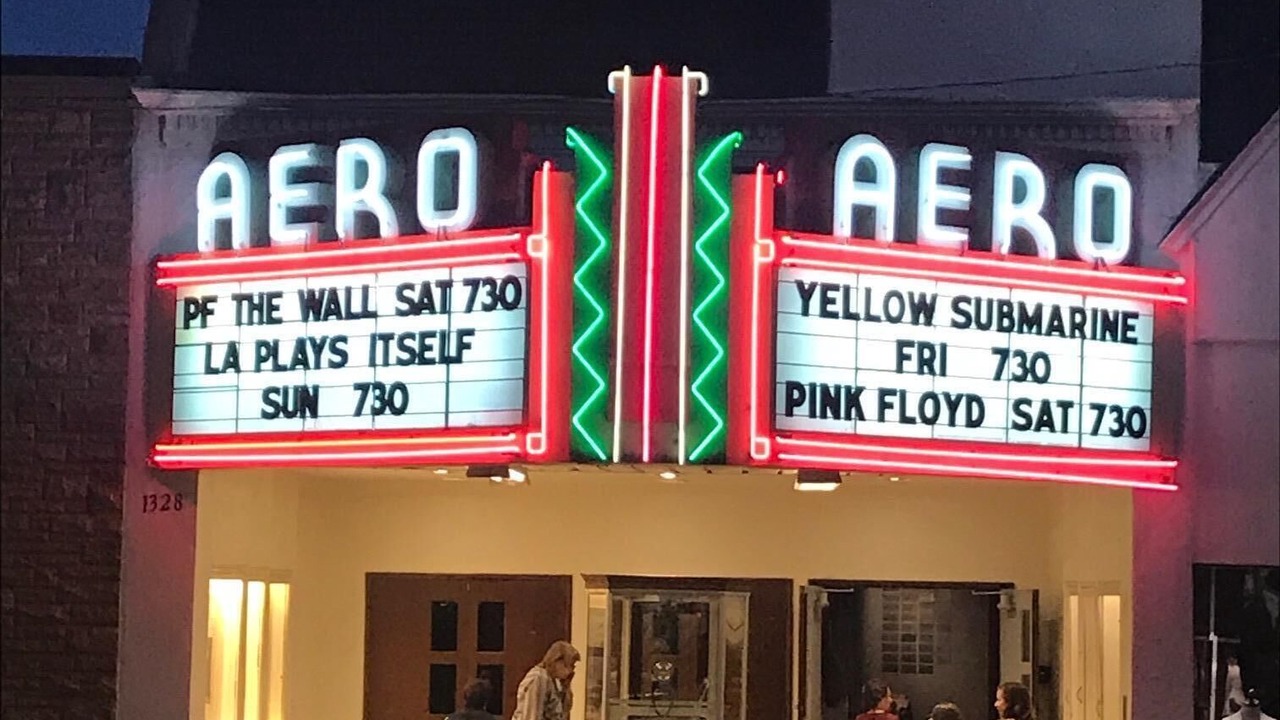 AERO
PF THE WALL SAT 730
LA PLAYS ITSELF
SUN 730
AERO
YELLOW SUBMARINE
FRI 730
PINK FLOYD SAT 730
1328